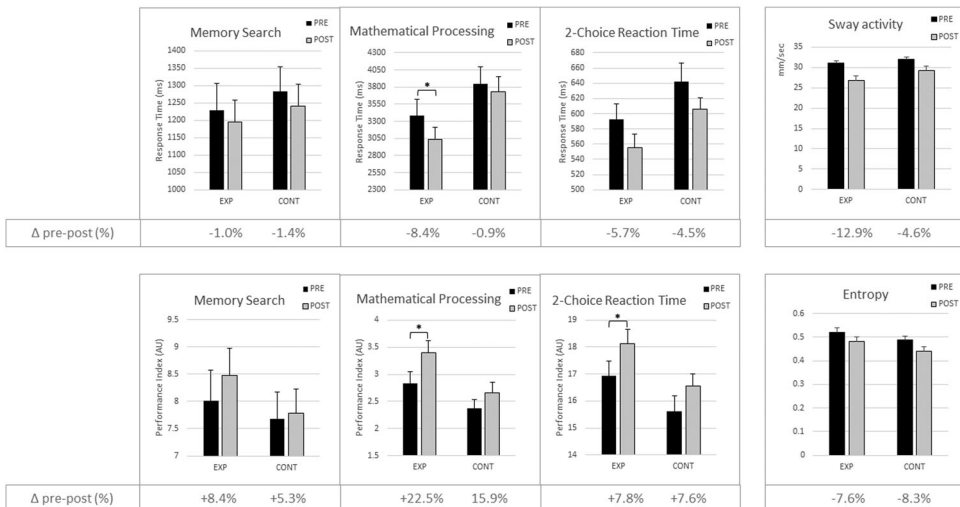 Memory Search
PRE
POST
Response Time (ms)
1400
1350
1300
1250
1200
1150
1100
1050
1000
EXP CONT
Mathematical Processing
PRE
POST
Response Time (ms)
4300
4050
3800
3550
3300
3050
2800
2550
2300
*
EXP CONT
2-Choice Reaction Time
PRE
POST
Response Time (ms)
680
660
640
620
600
580
560
540
520
500
EXP CONT
Sway activity
PRE
POST
mm/sec
35
30
25
20
15
10
5
0
EXP CONT
Δ pre-post (%) -1.0% -1.4% -8.4% -0.9% -5.7% -4.5% -12.9% -4.6%
Memory Search
PRE
POST
Performance Index (AU)
9.5
9
8.5
8
7.5
7
EXP CONT
Mathematical Processing
PRE
POST
Performance Index (AU)
4
3.5
3
2.5
2
1.5
*
EXP CONT
2-Choice Reaction Time
PRE
POST
Performance Index (AU)
19
18
17
16
15
14
*
EXP CONT
Entropy
PRE
POST
0.6
0.5
0.4
0.3
0.2
0.1
0
EXP CONT
Δ pre-post (%) +8.4% +5.3% +22.5% 15.9% +7.8% +7.6% -7.6% -8.3%